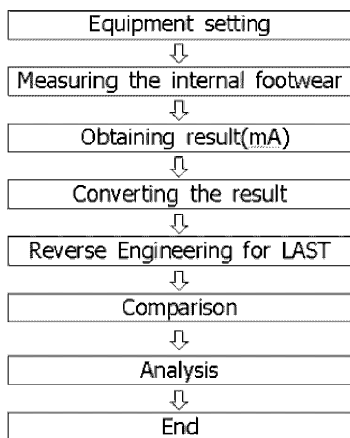 Equipment setting
Measuring the internal footwear
Obtaining result(mA)
Converting the result
Reverse Engineering for LAST
Comparison
Analysis
End